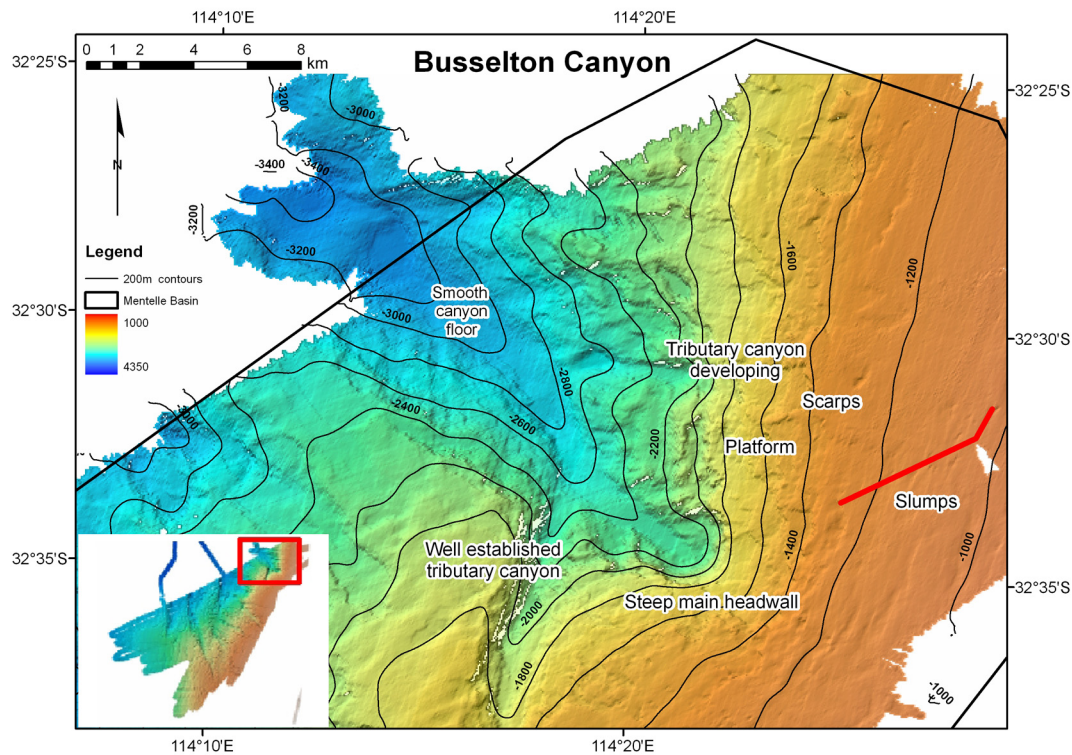 114°10'E
114°20'E
32°25'S
32°25'S
0 1 2 4 6 8
km
Busselton Canyon
-3200
-3000
-3400
-3400
N
-3200
-3200
-1600
-1200
Legend
200m contours
Mentelle Basin
1000
4350
Smooth
canyon
floor
32°30'S
-3000
32°30'S
Tributary canyon
developing
-2800
-2400
-2600
Scarps
-3000
-2200
Platform
Slumps
-1000
-1400
32°35'S
Well established
tributary canyon
32°35'S
Steep main headwall
-2000
-1800
-1000
114°10'E
114°20'E